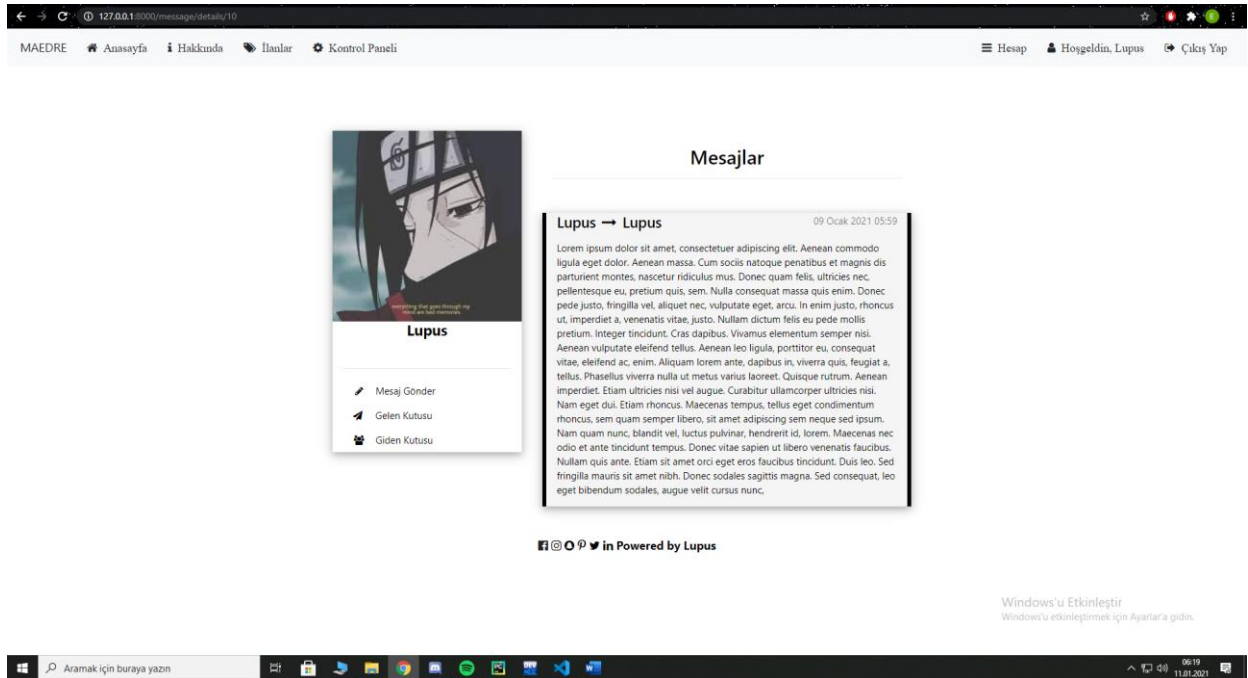 127.0.0.1:8000/message/details/10
MAEDRE Anasayfa Hakkında İlanlar Kontrol Paneli Hesap Hoşgeldin, Lupus Çıkış Yap
everything that goes through my
mind are bad memories.
Lupus
Mesaj Gönder
Gelen Kutusu
Giden Kutusu
Mesajlar
Lupus → Lupus 09 Ocak 2021 05:59
Lorem ipsum dolor sit amet, consectetuer adipiscing elit. Aenean commodo
ligula eget dolor. Aenean massa. Cum sociis natoque penatibus et magnis dis
parturient montes, nascetur ridiculus mus. Donec quam felis, ultricies nec,
pellentesque eu, pretium quis, sem. Nulla consequat massa quis enim. Donec
pede justo, fringilla vel, aliquet nec, vulputate eget, arcu. In enim justo, rhoncus
ut, imperdiet a, venenatis vitae, justo. Nullam dictum felis eu pede mollis
pretium. Integer tincidunt. Cras dapibus. Vivamus elementum semper nisi.
Aenean vulputate eleifend tellus. Aenean leo ligula, porttitor eu, consequat
vitae, eleifend ac, enim. Aliquam lorem ante, dapibus in, viverra quis, feugiat a,
tellus. Phasellus viverra nulla ut metus varius laoreet. Quisque rutrum. Aenean
imperdiet. Etiam ultricies nisi vel augue. Curabitur ullamcorper ultricies nisi.
Nam eget dui. Etiam rhoncus. Maecenas tempus, tellus eget condimentum
rhoncus, sem quam semper libero, sit amet adipiscing sem neque sed ipsum.
Nam quam nunc, blandit vel, luctus pulvinar, hendrerit id, lorem. Maecenas nec
odio et ante tincidunt tempus. Donec vitae sapien ut libero venenatis faucibus.
Nullam quis ante. Etiam sit amet orci eget eros faucibus tincidunt. Duis leo. Sed
fringilla mauris sit amet nibh. Donec sodales sagittis magna. Sed consequat, leo
eget bibendum sodales, augue velit cursus nunc,
Powered by Lupus
Windows'u Etkinleştir
Windows'u etkinleştirmek için Ayarlar'a gidin.
Aramak için buraya yazın
06:19
11.01.2021